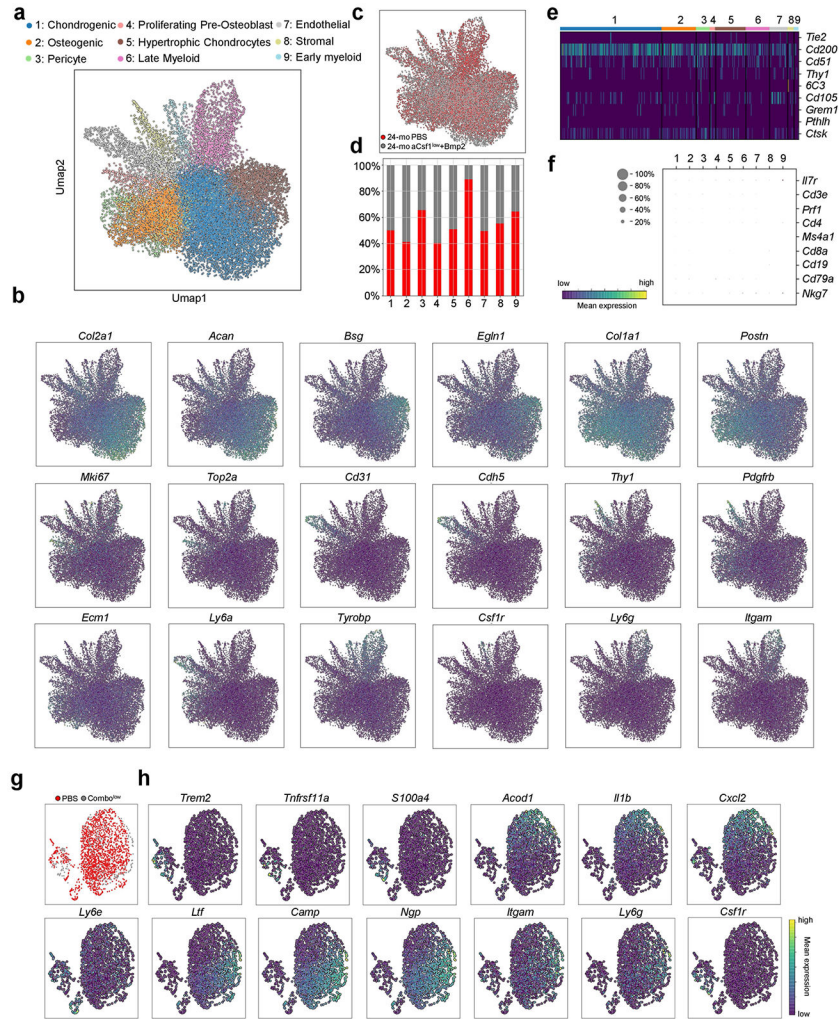 a
1: Chondrogenic 4: Proliferating Pre-Osteoblast 7: Endothelial
2: Osteogenic 5: Hypertrophic Chondrocytes 8: Stromal
3: Pericyte 6: Late Myeloid 9: Early myeloid
Umap2
Umap1
c
24-mo PBS
24-mo aCsf1low+Bmp2
d
100%
80%
60%
40%
20%
0%
1 2 3 4 5 6 7 8 9
e
1 2 3 4 5 6 7 8 9
Tie2
Cd200
Cd51
Thy1
6C3
Cd105
Grem1
Pthlh
Ctsk
f
1 2 3 4 5 6 7 8 9
100%
80%
60%
40%
20%
low high
Mean expression
Il7r
Cd3e
Prf1
Cd4
Ms4a1
Cd8a
Cd19
Cd79a
Nkg7
b
Col2a1 Acan Bsg Egln1 Col1a1 Postn
Mki67 Top2a Cd31 Cdh5 Thy1 Pdgfrb
Ecm1 Ly6a Tyrobp Csf1r Ly6g Itgam
g
PBS Combolow
h
Trem2 Tnfrsf11a S100a4 Acod1 Il1b Cxcl2
Ly6e Ltf Camp Ngp Itgam Ly6g Csf1r
high
Mean expression
low